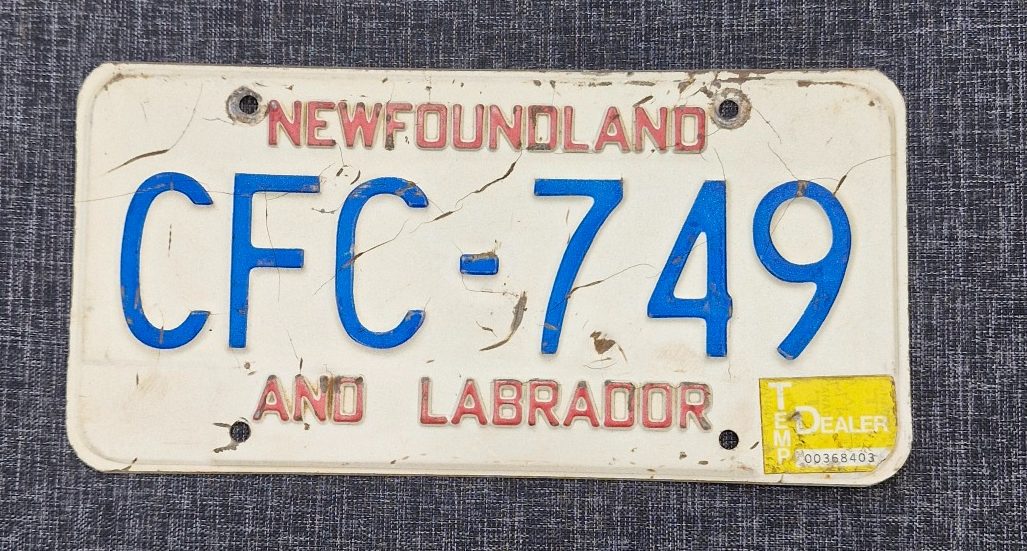 NEWFOUNDLAND
CFC-749
AND LABRADOR
TEMP
DEALER
00368403